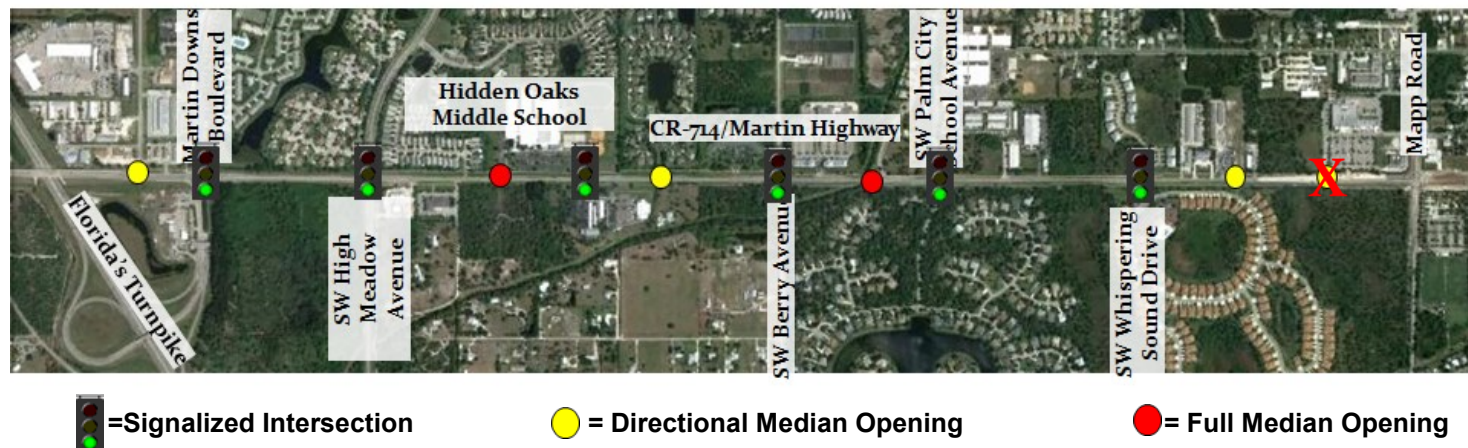 Martin Downs
Boulevard
Hidden Oaks
Middle School
CR-714/Martin Highway
SW Palm City
School Avenue
Mapp Road
X
Florida's Turnpike
SW High
Meadow
Avenue
SW Berry Avenue
SW Whispering
Sound Drive
=Signalized Intersection
= Directional Median Opening
= Full Median Opening